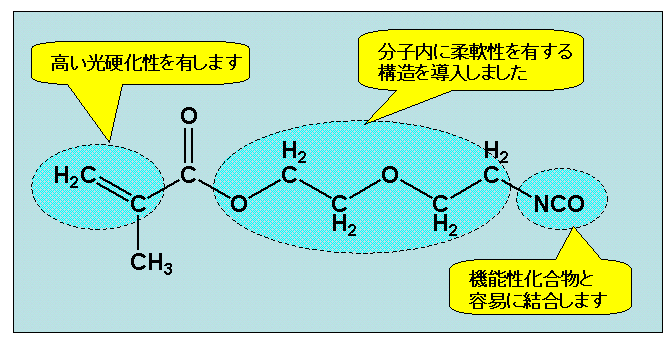 高い光硬化性を有します
分子内に柔軟性を有する
構造を導入しました
O
H2
H2
H2C
C
C
C
C
O
C
O
C
NCO
H2
H2
CH3
機能性化合物と
容易に結合します